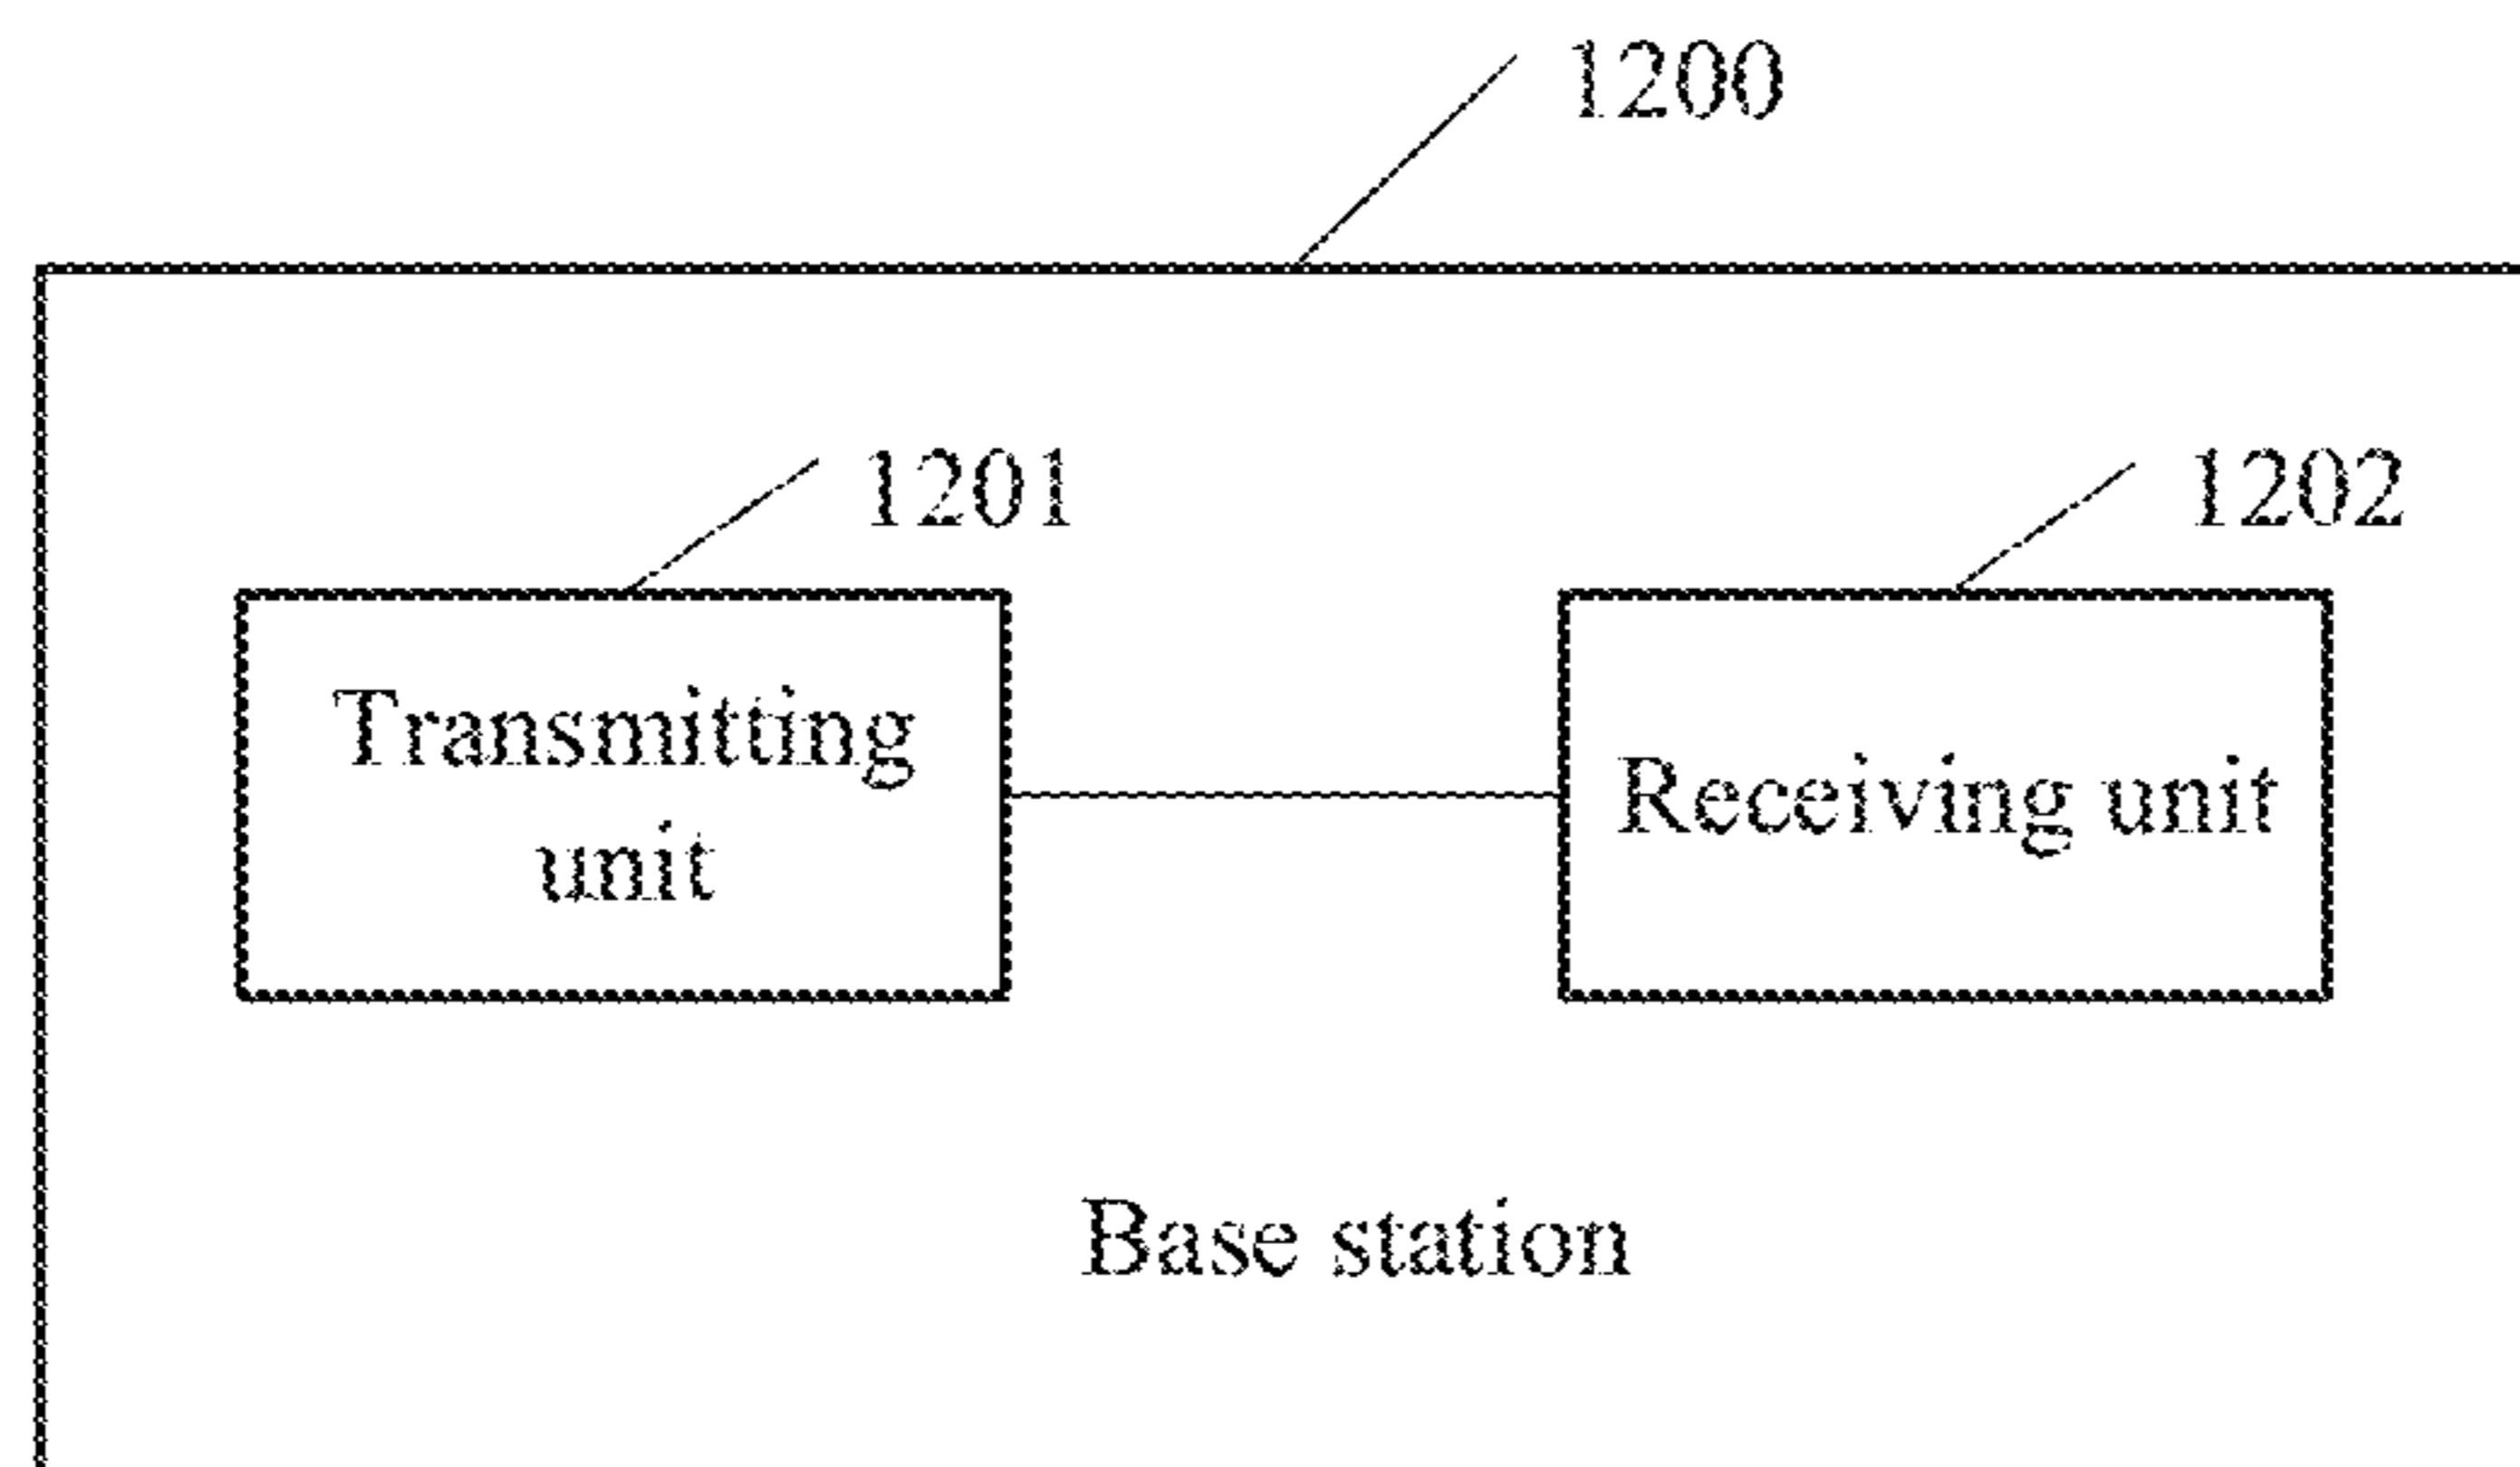 1200
1201
1202
Transmitting
unit
Receiving unit
Base station